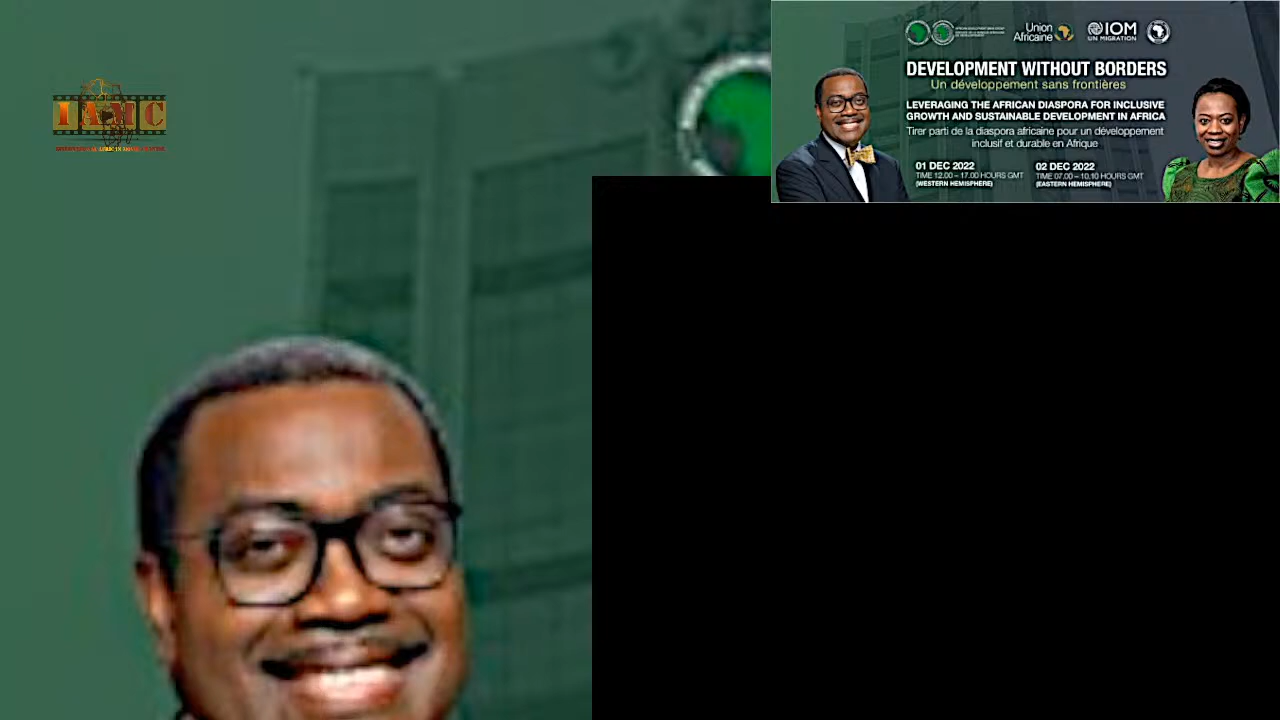 IAMC
Union
Africaine
IOM
UN MIGRATION
DEVELOPMENT WITHOUT BORDERS
Un développement sans frontières
LEVERAGING THE AFRICAN DIASPORA FOR INCLUSIVE
GROWTH AND SUSTAINABLE DEVELOPMENT IN AFRICA
Tirer parti de la diaspora africaine pour un développement
inclusif et durable en Afrique
01 DEC 2022
TIME 12.00 – 17.00 HOURS GMT
(WESTERN HEMISPHERE)
02 DEC 2022
TIME 07.00 – 10.10 HOURS GMT
(EASTERN HEMISPHERE)